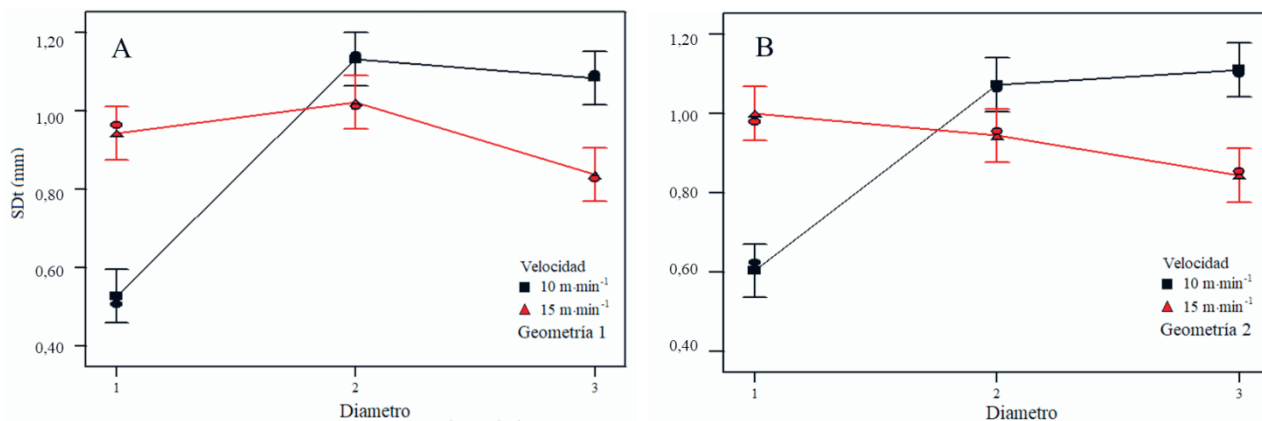 A
1,20
1,00
0,80
0,60
0,40
SDt (mm)
Velocidad
10 m·min⁻¹
15 m·min⁻¹
Geometría 1
1
2
3
Diametro
B
1,20
1,00
0,80
0,60
0,40
Velocidad
10 m·min⁻¹
15 m·min⁻¹
Geometría 2
1
2
3
Diametro